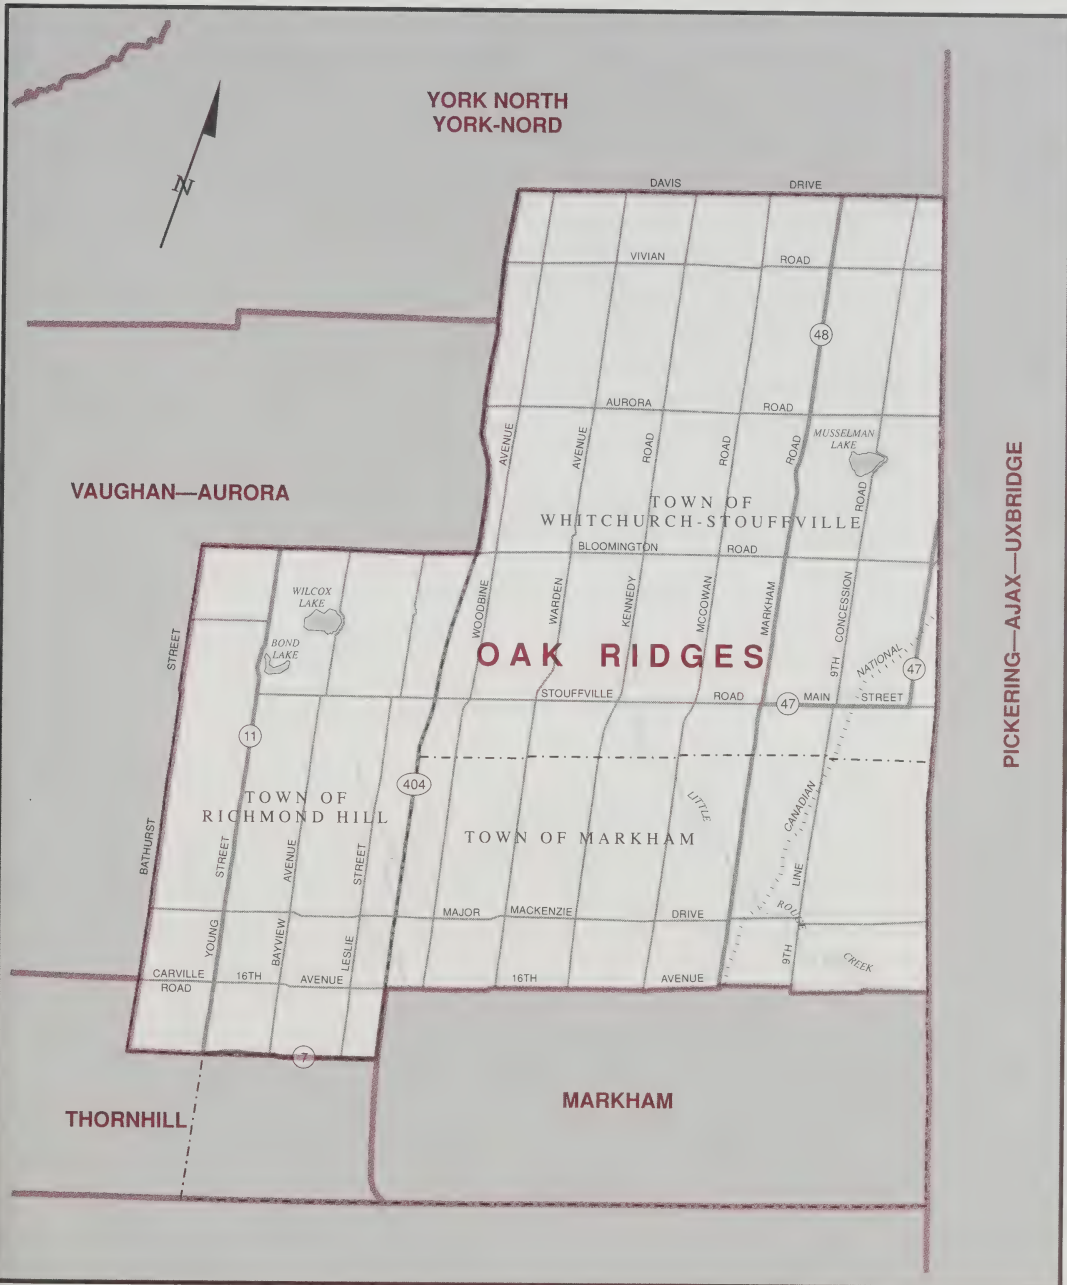 YORK NORTH
YORK-NORD
N
DAVIS DRIVE
VIVIAN ROAD
48
AURORA ROAD
MUSSELMAN
LAKE
AVENUE
AVENUE
ROAD
ROAD
ROAD
ROAD
VAUGHAN—AURORA
TOWN OF
WHITCHURCH-STOUFFVILLE
PICKERING—AJAX—UXBRIDGE
BLOOMINGTON ROAD
WILCOX
LAKE
BOND
LAKE
STREET
WOODBINE
WARDEN
KENNEDY
MCCOWAN
MARKHAM
9TH CONCESSION
OAK RIDGES
NATIONAL
47
STOUFFVILLE ROAD
47
MAIN STREET
11
404
TOWN OF
RICHMOND HILL
LITTLE
CANADIAN
TOWN OF MARKHAM
BATHURST
STREET
AVENUE
STREET
9TH LINE
MAJOR MACKENZIE DRIVE
ROUGE
YOUNG
BAYVIEW
LESLIE
CREEK
CARVILLE
ROAD
16TH AVENUE
16TH AVENUE
7
THORNHILL
MARKHAM